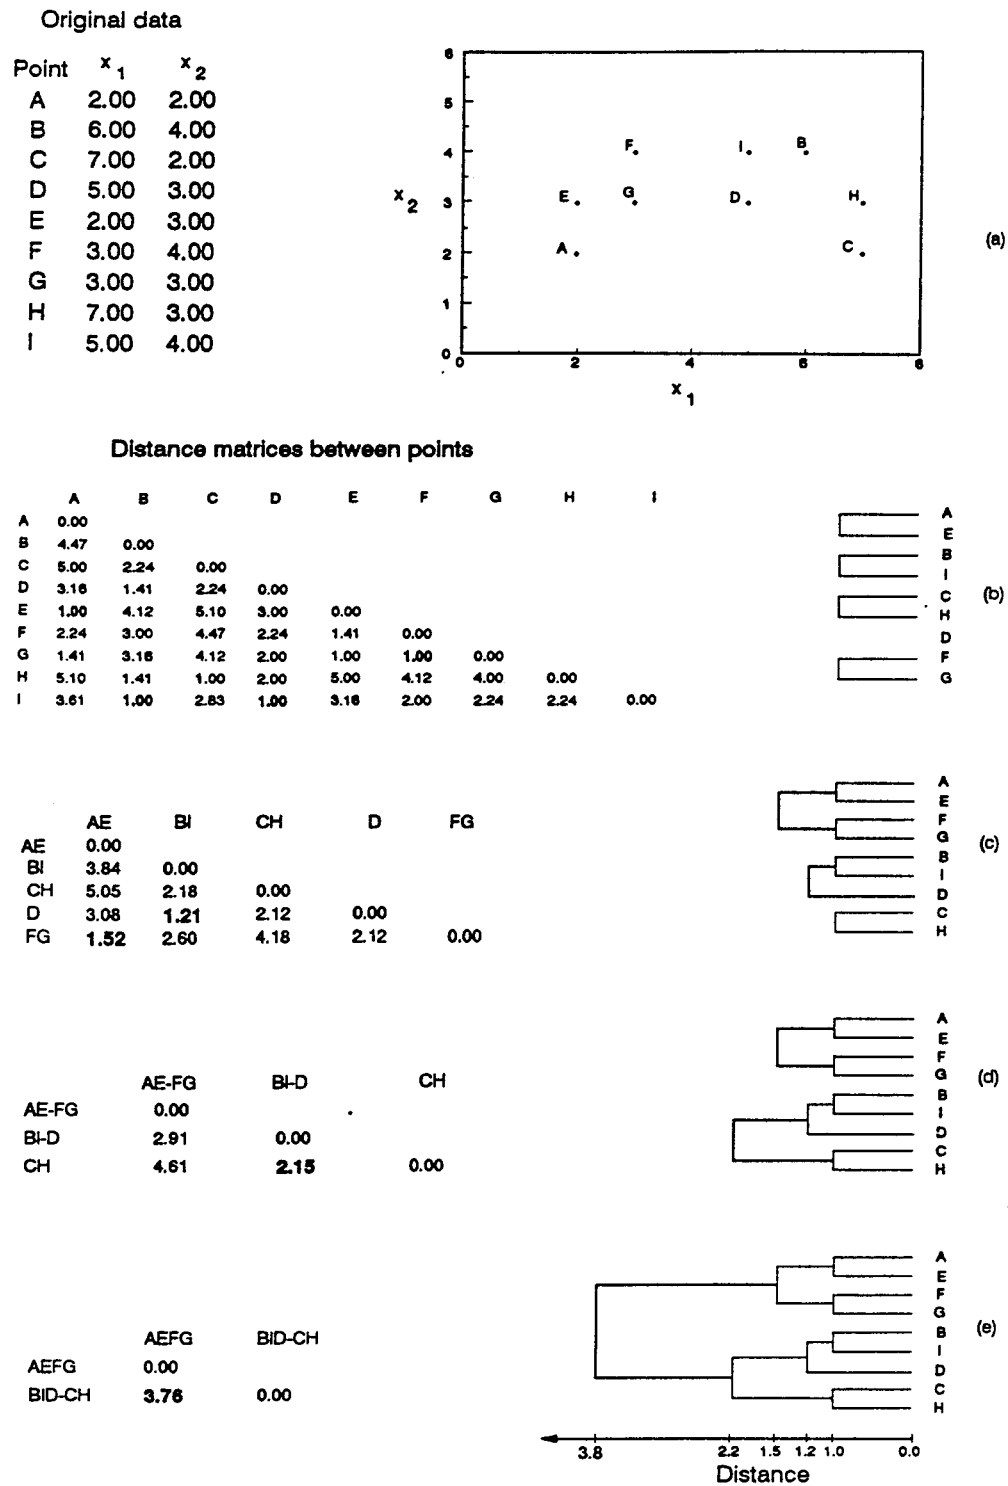 Original data
Point x1 x2
A 2.00 2.00
B 6.00 4.00
C 7.00 2.00
D 5.00 3.00
E 2.00 3.00
F 3.00 4.00
G 3.00 3.00
H 7.00 3.00
I 5.00 4.00
6
5
4
3
2
1
0
x2
F I B
E G D H
A C
0 2 4 6 8
x1
(a)
Distance matrices between points
A B C D E F G H I
A 0.00
B 4.47 0.00
C 5.00 2.24 0.00
D 3.16 1.41 2.24 0.00
E 1.00 4.12 5.10 3.00 0.00
F 2.24 3.00 4.47 2.24 1.41 0.00
G 1.41 3.16 4.12 2.00 1.00 1.00 0.00
H 5.10 1.41 1.00 2.00 5.00 4.12 4.00 0.00
I 3.61 1.00 2.83 1.00 3.16 2.00 2.24 2.24 0.00
A
E
B
I
C
H
D
F
G
(b)
AE BI CH D FG
AE 0.00
BI 3.84 0.00
CH 5.05 2.18 0.00
D 3.08 1.21 2.12 0.00
FG 1.52 2.60 4.18 2.12 0.00
A
E
F
G
B
I
D
C
H
(c)
AE-FG BI-D CH
AE-FG 0.00
BI-D 2.91 0.00
CH 4.61 2.15 0.00
A
E
F
G
B
I
D
C
H
(d)
AEFG BID-CH
AEFG 0.00
BID-CH 3.76 0.00
A
E
F
G
B
I
D
C
H
(e)
3.8 2.2 1.5 1.2 1.0 0.0
Distance